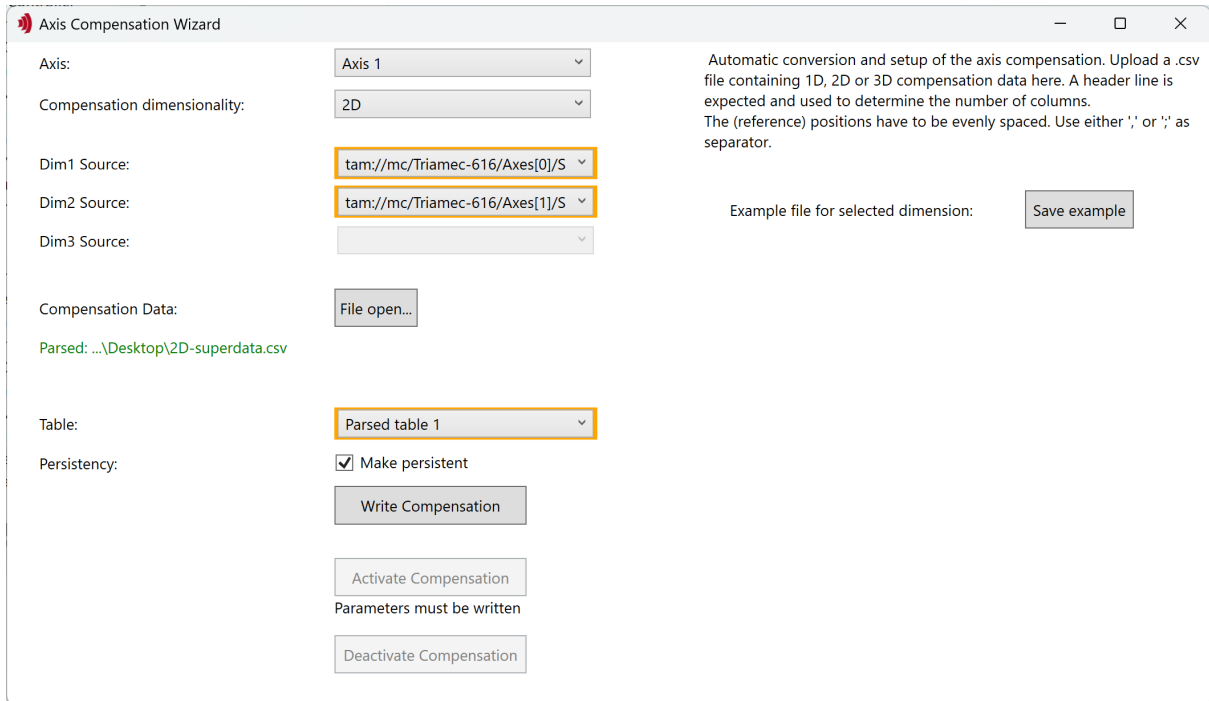 Axis Compensation Wizard
Axis: Axis 1
Compensation dimensionality: 2D
Dim1 Source: tam://mc/Triamec-616/Axes[0]/S
Dim2 Source: tam://mc/Triamec-616/Axes[1]/S
Dim3 Source:
Compensation Data: File open...
Parsed: ...\Desktop\2D-superdata.csv
Table: Parsed table 1
Persistency: Make persistent
Write Compensation
Activate Compensation
Parameters must be written
Deactivate Compensation
Automatic conversion and setup of the axis compensation. Upload a .csv
file containing 1D, 2D or 3D compensation data here. A header line is
expected and used to determine the number of columns.
The (reference) positions have to be evenly spaced. Use either ',' or ';' as
separator.
Example file for selected dimension: Save example